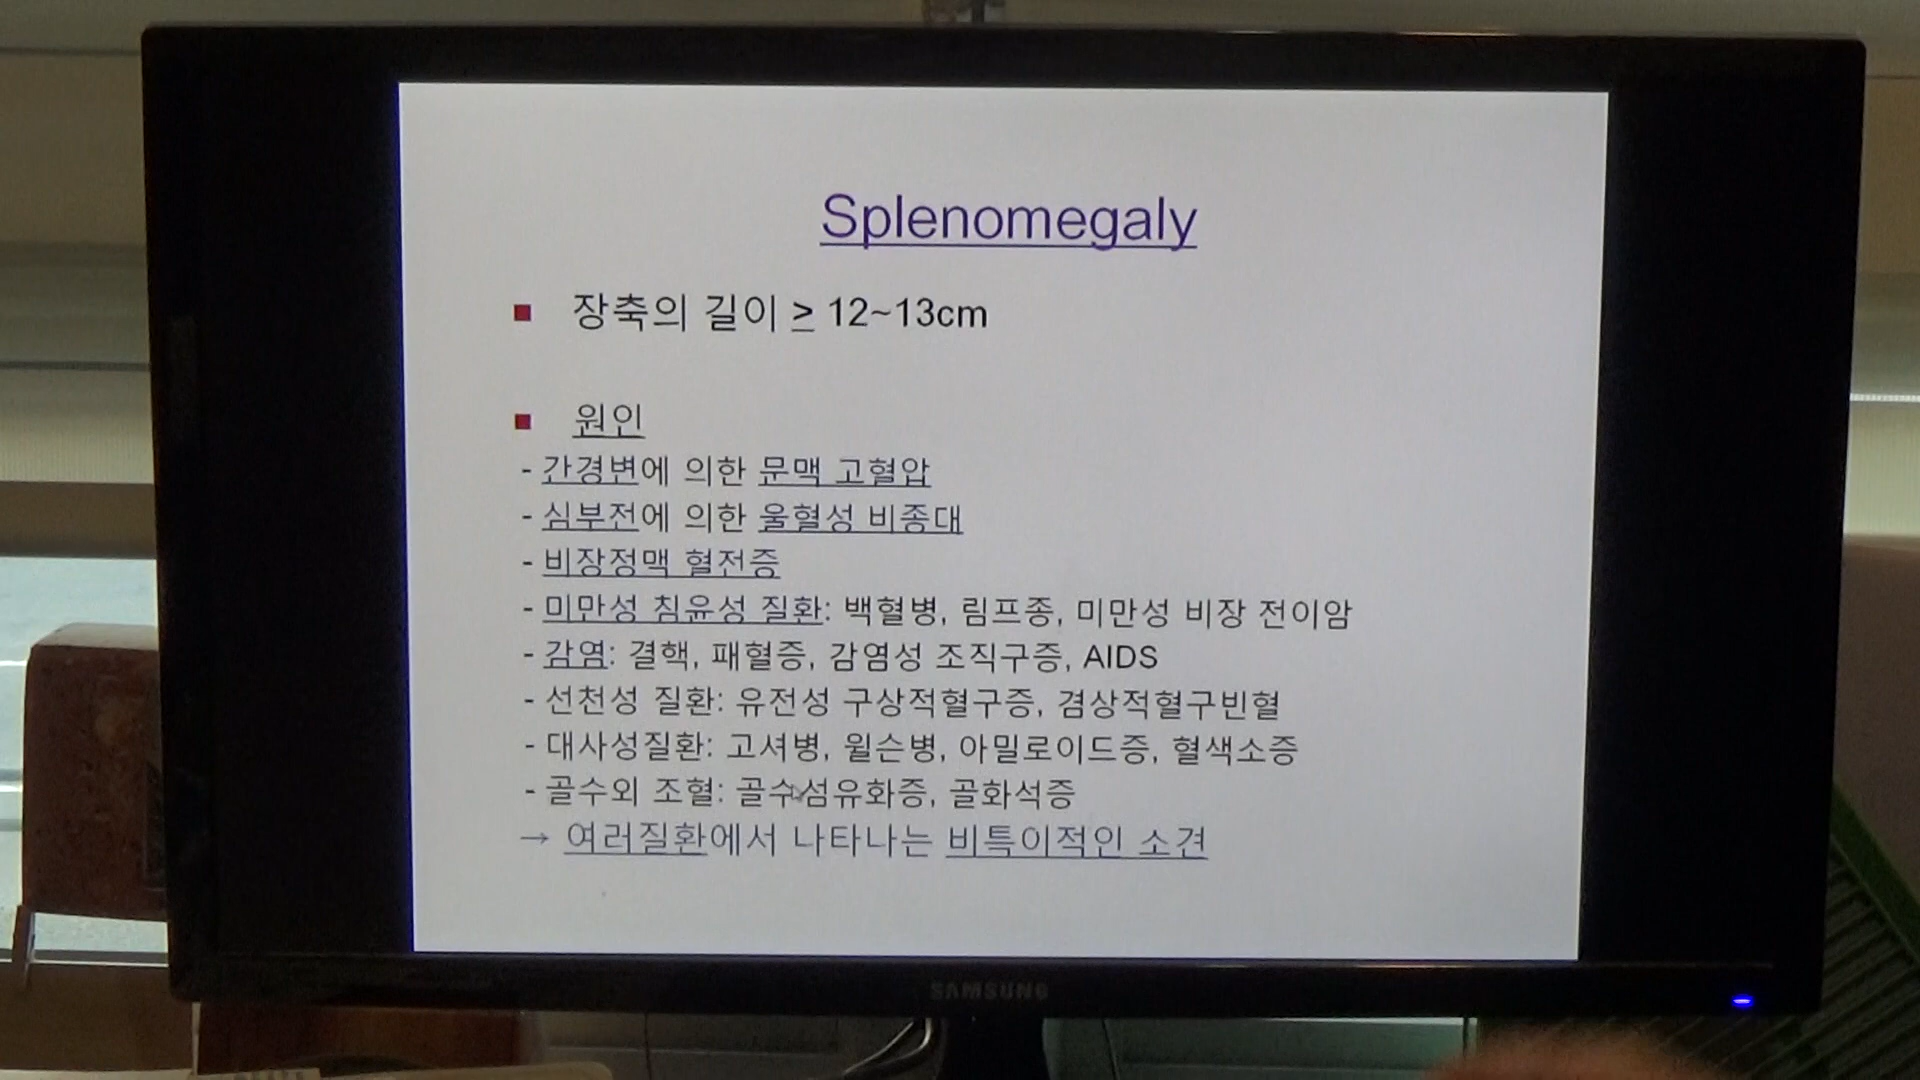 Splenomegaly
▪ 장축의 길이 ≥ 12~13cm
▪ 원인
- 간경변에 의한 문맥 고혈압
- 심부전에 의한 울혈성 비종대
- 비장정맥 혈전증
- 미만성 침윤성 질환: 백혈병, 림프종, 미만성 비장 전이암
- 감염: 결핵, 패혈증, 감염성 조직구증, AIDS
- 선천성 질환: 유전성 구상적혈구증, 겸상적혈구빈혈
- 대사성질환: 고셔병, 윌슨병, 아밀로이드증, 혈색소증
- 골수외 조혈: 골수섬유화증, 골화석증
→ 여러질환에서 나타나는 비특이적인 소견
SAMSUNG